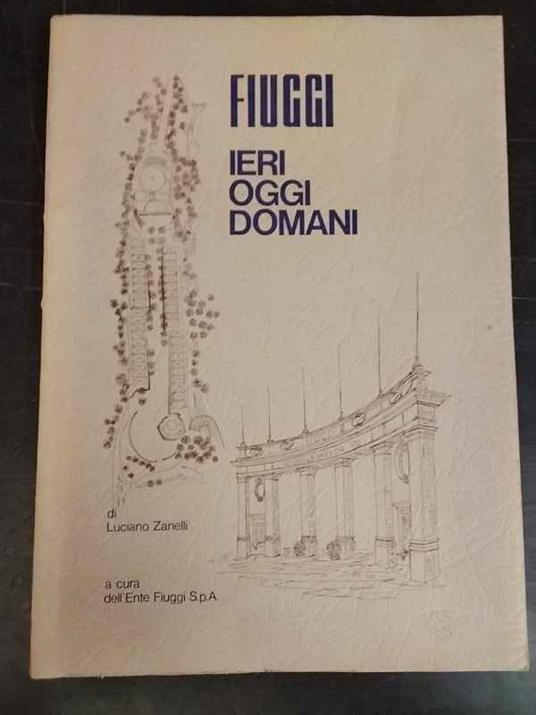 FIUGGI
IERI
OGGI
DOMANI
di
Luciano Zanelli
a cura
dell'Ente Fiuggi S.p.A.